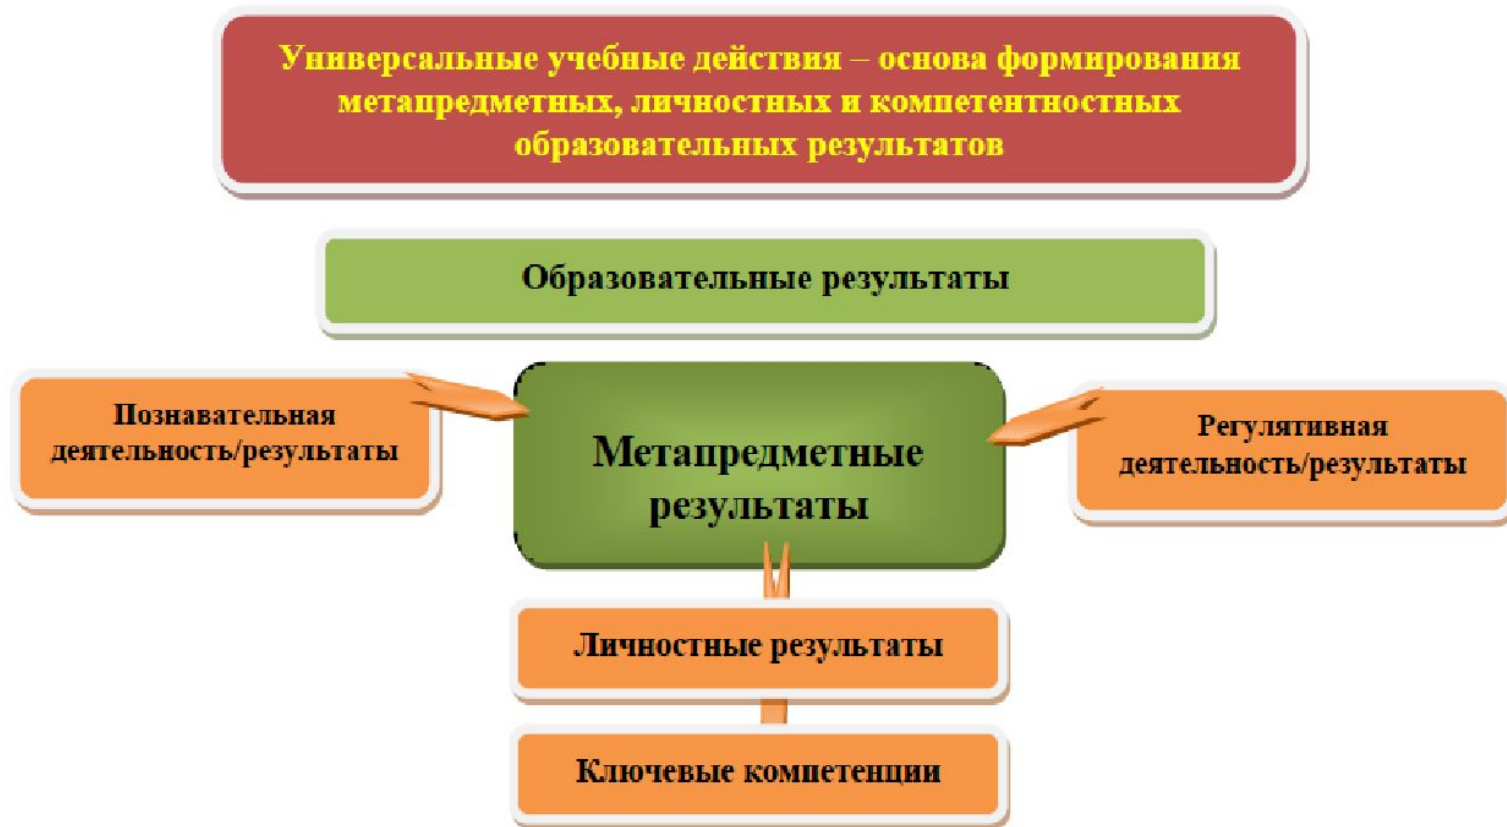 Универсальные учебные действия – основа формирования
метапредметных, личностных и компетентностных
образовательных результатов
Образовательные результаты
Познавательная
деятельность/результаты
Метапредметные
результаты
Регулятивная
деятельность/результаты
Личностные результаты
Ключевые компетенции